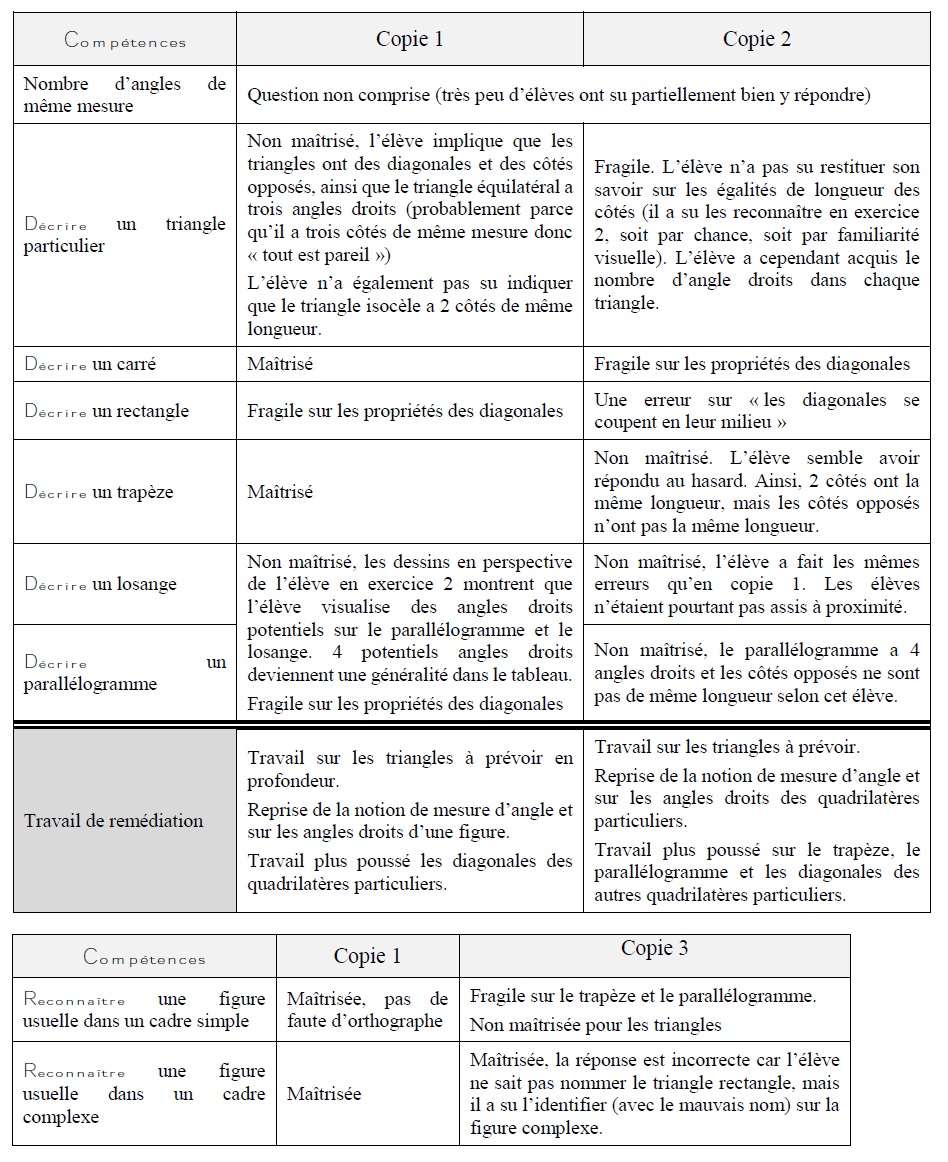 Compétences
Copie 1
Copie 2
Nombre d’angles de
même mesure
Question non comprise (très peu d’élèves ont su partiellement bien y répondre)
Décrire un triangle
particulier
Non maîtrisé, l’élève implique que les
triangles ont des diagonales et des côtés
opposés, ainsi que le triangle équilatéral a
trois angles droits (probablement parce
qu’il a trois côtés de même mesure donc
« tout est pareil »)
L’élève n’a également pas su indiquer
que le triangle isocèle a 2 côtés de même
longueur.
Fragile. L’élève n’a pas su restituer son
savoir sur les égalités de longueur des
côtés (il a su les reconnaître en exercice
2, soit par chance, soit par familiarité
visuelle). L’élève a cependant acquis le
nombre d’angle droits dans chaque
triangle.
Décrire un carré
Maîtrisé
Fragile sur les propriétés des diagonales
Décrire un rectangle
Fragile sur les propriétés des diagonales
Une erreur sur « les diagonales se
coupent en leur milieu »
Décrire un trapèze
Maîtrisé
Non maîtrisé. L’élève semble avoir
répondu au hasard. Ainsi, 2 côtés ont la
même longueur, mais les côtés opposés
n’ont pas la même longueur.
Décrire un losange
Non maîtrisé, les dessins en perspective
de l’élève en exercice 2 montrent que
l’élève visualise des angles droits
potentiels sur le parallélogramme et le
losange. 4 potentiels angles droits
deviennent une généralité dans le tableau.
Fragile sur les propriétés des diagonales
Non maîtrisé, l’élève a fait les mêmes
erreurs qu’en copie 1. Les élèves
n’étaient pourtant pas assis à proximité.
Décrire un
parallélogramme
Non maîtrisé, le parallélogramme a 4
angles droits et les côtés opposés ne sont
pas de même longueur selon cet élève.
Travail de remédiation
Travail sur les triangles à prévoir en
profondeur.
Reprise de la notion de mesure d’angle et
sur les angles droits d’une figure.
Travail plus poussé les diagonales des
quadrilatères particuliers.
Travail sur les triangles à prévoir.
Reprise de la notion de mesure d’angle et
sur les angles droits des quadrilatères
particuliers.
Travail plus poussé sur le trapèze, le
parallélogramme et les diagonales des
autres quadrilatères particuliers.
Compétences
Copie 1
Copie 3
Reconnaître une figure
usuelle dans un cadre simple
Maîtrisée, pas de
faute d’orthographe
Fragile sur le trapèze et le parallélogramme.
Non maîtrisée pour les triangles
Reconnaître une figure
usuelle dans un cadre
complexe
Maîtrisée
Maîtrisée, la réponse est incorrecte car l’élève
ne sait pas nommer le triangle rectangle, mais
il a su l’identifier (avec le mauvais nom) sur la
figure complexe.